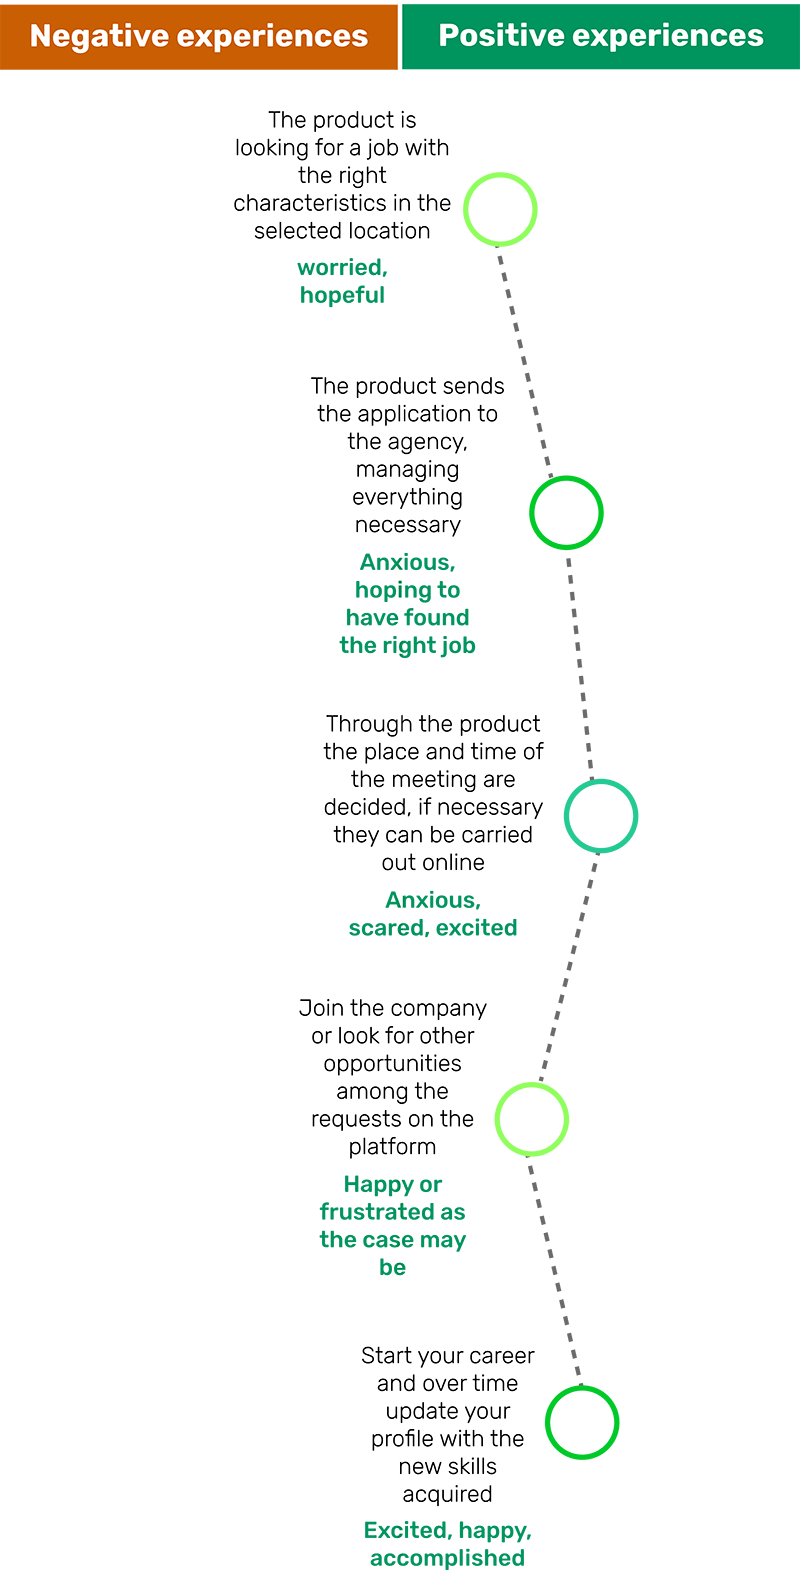 Negative experiences
Positive experiences
The product is
looking for a job with
the right
characteristics in the
selected location
worried,
hopeful
The product sends
the application to
the agency,
managing
everything
necessary
Anxious,
hoping to
have found
the right job
Through the product
the place and time of
the meeting are
decided, if necessary
they can be carried
out online
Anxious,
scared, excited
Join the company
or look for other
opportunities
among the
requests on the
platform
Happy or
frustrated as
the case may
be
Start your career
and over time
update your
profile with the
new skills
acquired
Excited, happy,
accomplished